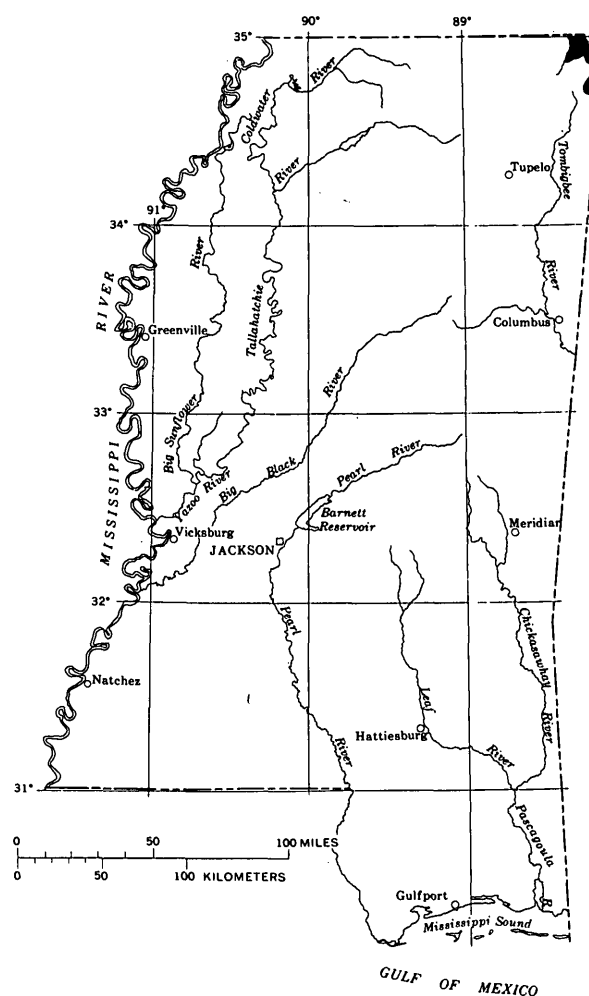 90°
89°
35°
Coldwater
River
River
Tombigbee
Tupelo
91°
34°
River
RIVER
River
Tallahatchie
Greenville
Columbus
River
33°
Big Sunflower
Yazoo River
Big Black
Pearl River
MISSISSIPPI
Barnett
Reservoir
Vicksburg
JACKSON
Meridian
32°
Pearl
Chickasawhay
Natchez
Leaf
Hattiesburg
River
River
River
31°
0 50 100 MILES
0 50 100 KILOMETERS
Pascagoula
R
Gulfport
Mississippi Sound
GULF OF MEXICO